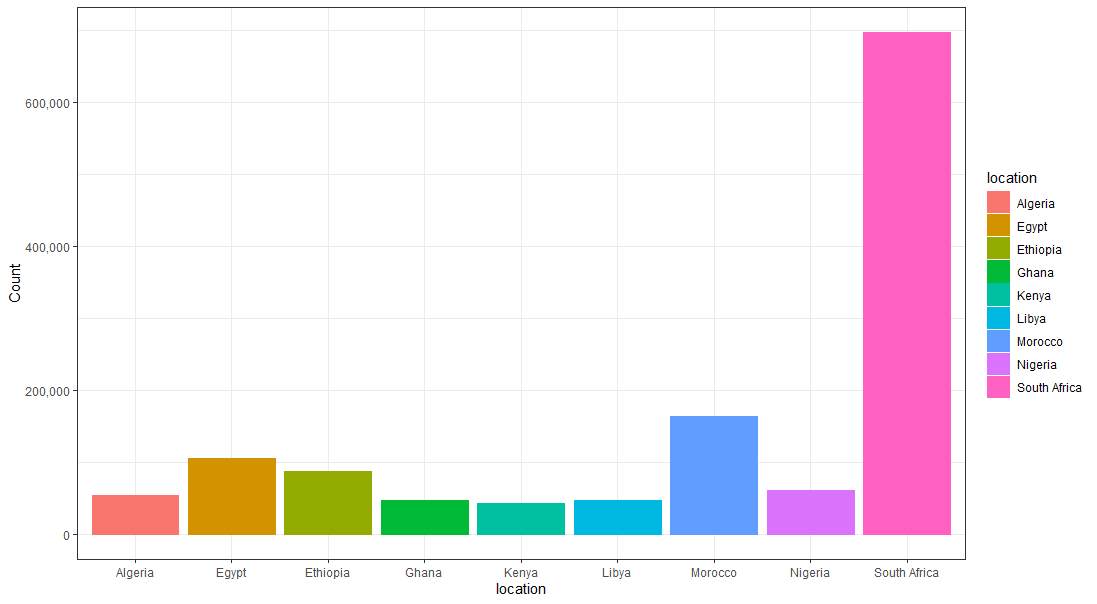 Count
600,000
400,000
200,000
0
Algeria Egypt Ethiopia Ghana Kenya Libya Morocco Nigeria South Africa
location
location
Algeria
Egypt
Ethiopia
Ghana
Kenya
Libya
Morocco
Nigeria
South Africa